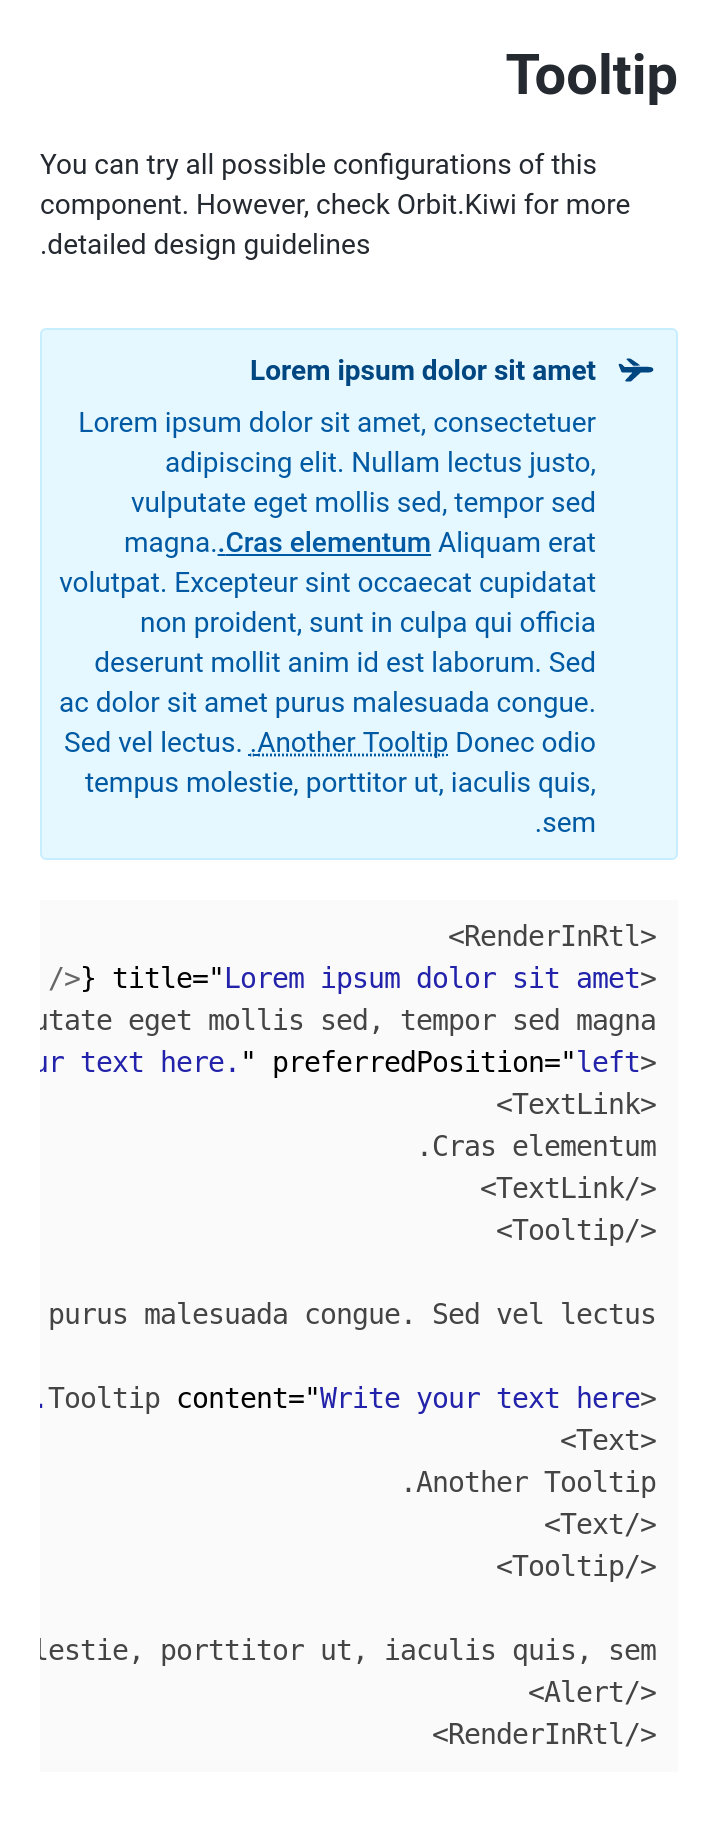 Tooltip
You can try all possible configurations of this
component. However, check Orbit.Kiwi for more
.detailed design guidelines
Lorem ipsum dolor sit amet
Lorem ipsum dolor sit amet, consectetuer
adipiscing elit. Nullam lectus justo,
vulputate eget mollis sed, tempor sed
magna..Cras elementum Aliquam erat
volutpat. Excepteur sint occaecat cupidatat
non proident, sunt in culpa qui officia
deserunt mollit anim id est laborum. Sed
ac dolor sit amet purus malesuada congue.
Sed vel lectus. .Another Tooltip Donec odio
tempus molestie, porttitor ut, iaculis quis,
.sem
<RenderInRtl>
/>} title="Lorem ipsum dolor sit amet>
eget mollis sed, tempor sed magna
text here." preferredPosition="left>
<TextLink>
.Cras elementum
<TextLink/>
<Tooltip/>
purus malesuada congue. Sed vel lectus
.Tooltip content="Write your text here>
<Text>
.Another Tooltip
<Text/>
<Tooltip/>
porttitor ut, iaculis quis, sem
<Alert/>
<RenderInRtl/>